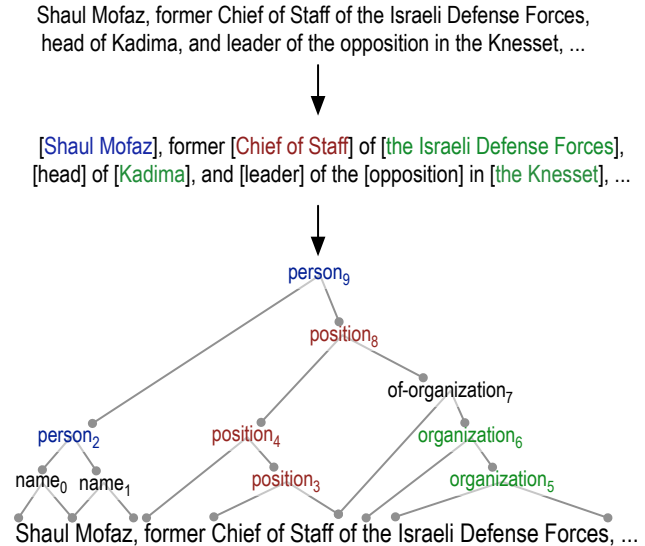 Shaul Mofaz, former Chief of Staff of the Israeli Defense Forces,
head of Kadima, and leader of the opposition in the Knesset, ...
[Shaul Mofaz], former [Chief of Staff] of [the Israeli Defense Forces],
[head] of [Kadima], and [leader] of the [opposition] in [the Knesset], ...
person₉
position₈
of-organization₇
person₂ position₄ organization₆
name₀ name₁ position₃ organization₅
Shaul Mofaz, former Chief of Staff of the Israeli Defense Forces, ...